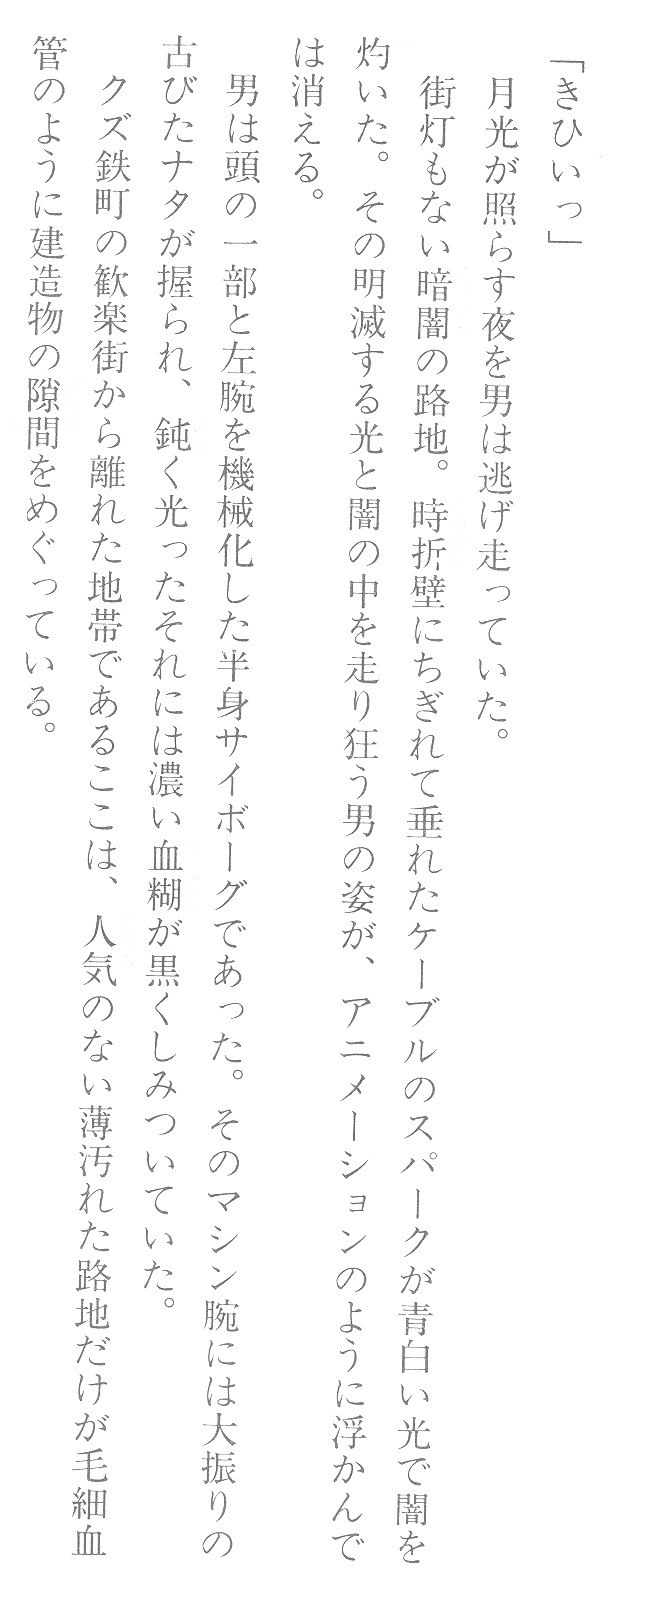 「きひいっ」
　月光が照らす夜を男は逃げ走っていた。
　街灯もない暗闇の路地。時折壁にちぎれて垂れたケーブルのスパークが青白い光で闇を
灼いた。その明滅する光と闇の中を走り狂う男の姿が、アニメーションのように浮かんで
は消える。
　男は頭の一部と左腕を機械化した半身サイボーグであった。そのマシン腕には大振りの
古びたナタが握られ、鈍く光ったそれには濃い血糊が黒くしみついていた。
　クズ鉄町の歓楽街から離れた地帯であるここは、人気のない薄汚れた路地だけが毛細血
管のように建造物の隙間をめぐっている。